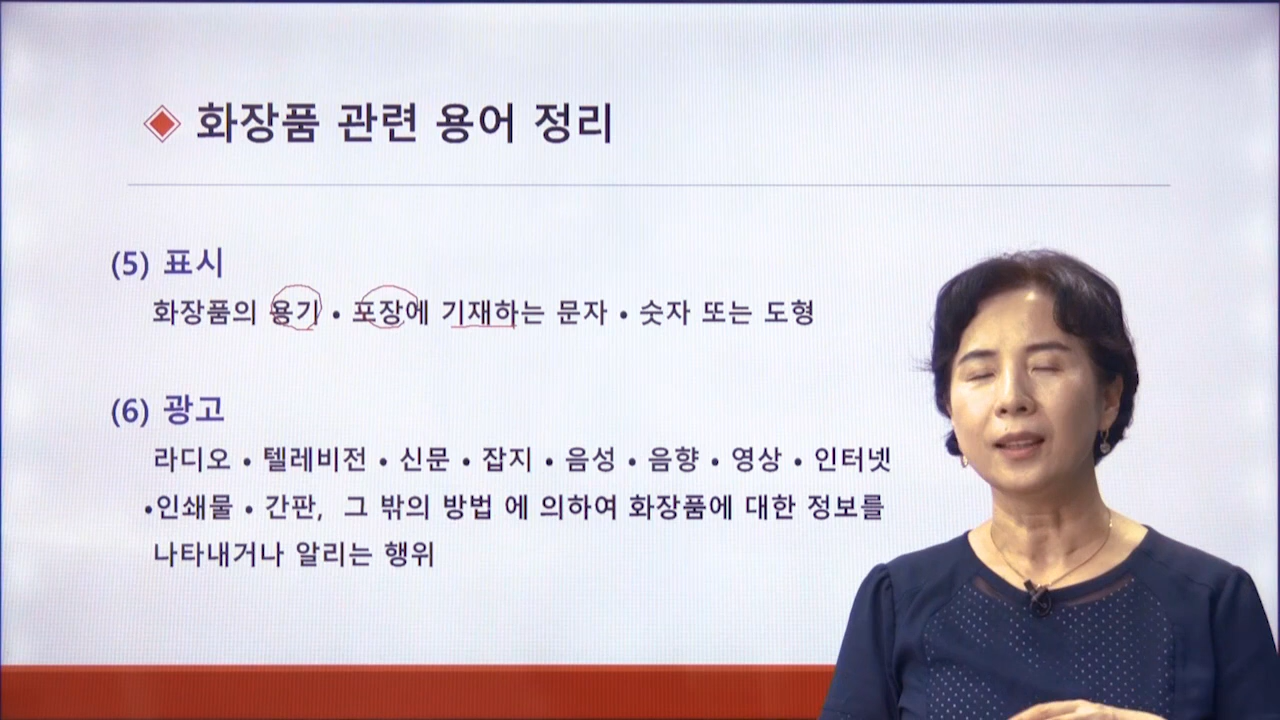 화장품 관련 용어 정리
(5) 표시
화장품의 용기 • 포장에 기재하는 문자 • 숫자 또는 도형
(6) 광고
라디오 • 텔레비전 • 신문 • 잡지 • 음성 • 음향 • 영상 • 인터넷
•인쇄물 • 간판, 그 밖의 방법 에 의하여 화장품에 대한 정보를
나타내거나 알리는 행위